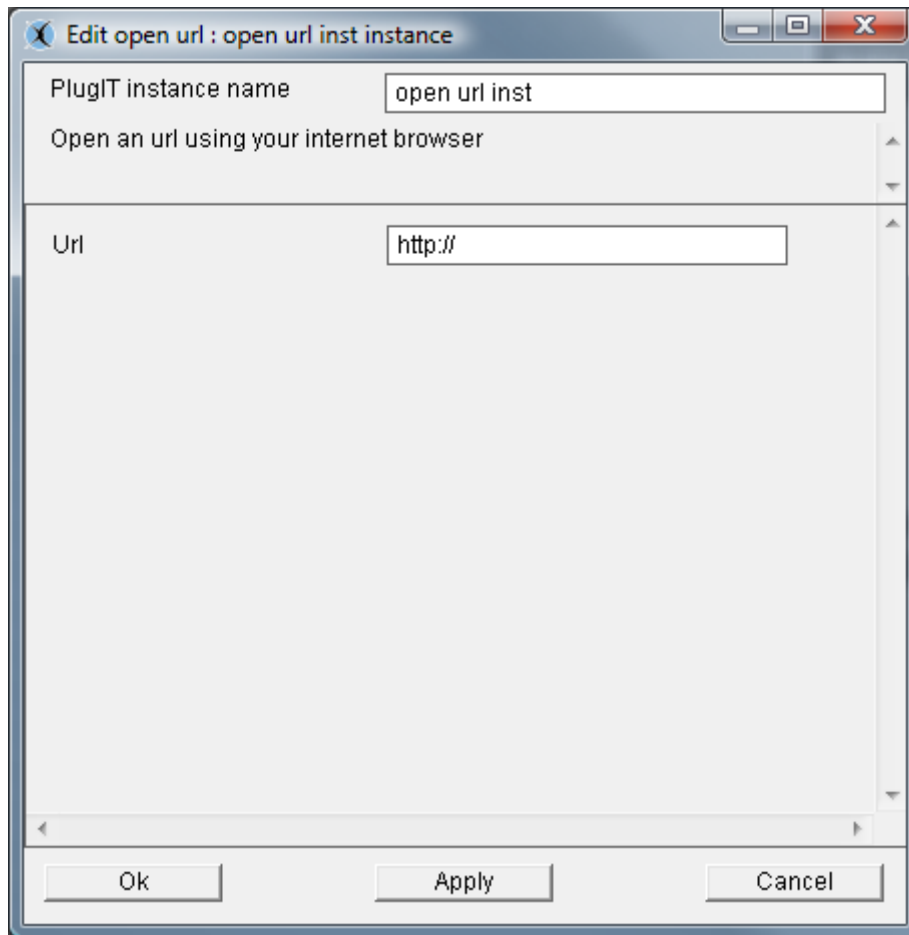 Edit open url : open url inst instance
PlugIT instance name open url inst
Open an url using your internet browser
Url http://
Ok Apply Cancel